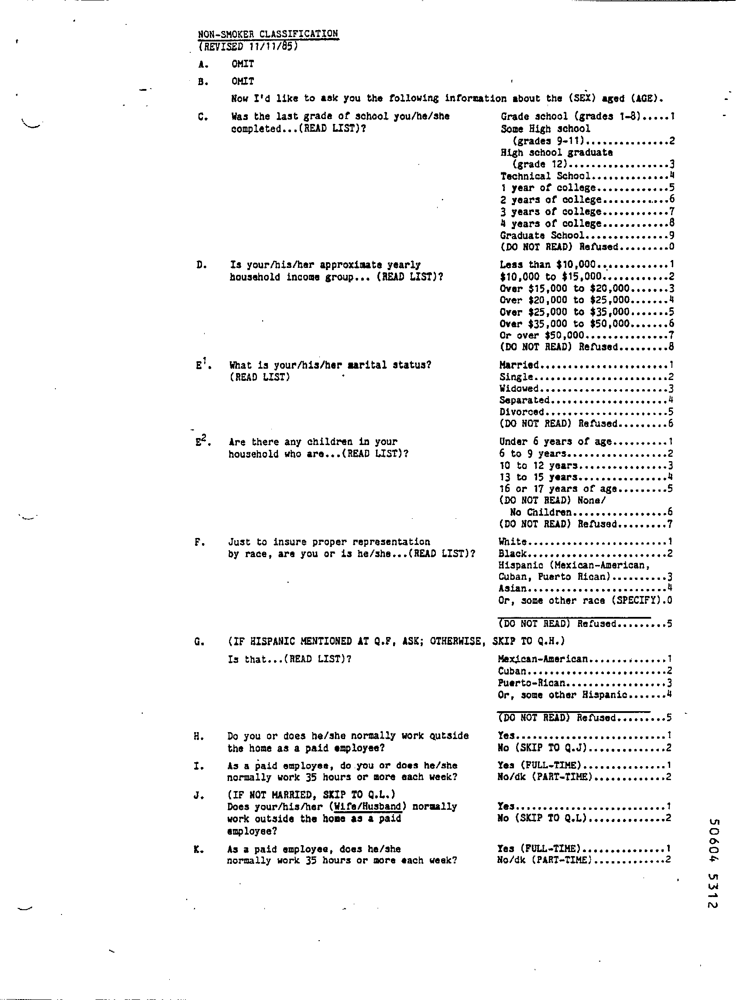 NON-SMOKER CLASSIFICATION
(REVISED 11/11/85)
A. OMIT
B. OMIT
Now I'd like to ask you the following information about the (SEX) aged (AGE).
C. Was the last grade of school you/he/she
completed...(READ LIST)?
Grade school (grades 1-8).....1
Some High school
(grades 9-11)...............2
High school graduate
(grade 12)..................3
Technical School..............4
1 year of college.............5
2 years of college............6
3 years of college............7
4 years of college............8
Graduate School...............9
(DO NOT READ) Refused.........0
D. Is your/his/her approximate yearly
household income group... (READ LIST)?
Less than $10,000.............1
$10,000 to $15,000............2
Over $15,000 to $20,000.......3
Over $20,000 to $25,000.......4
Over $25,000 to $35,000.......5
Over $35,000 to $50,000.......6
Or over $50,000...............7
(DO NOT READ) Refused.........8
E1. What is your/his/her marital status?
(READ LIST)
Married.......................1
Single........................2
Widowed.......................3
Separated.....................4
Divorced......................5
(DO NOT READ) Refused.........6
E2. Are there any children in your
household who are...(READ LIST)?
Under 6 years of age..........1
6 to 9 years..................2
10 to 12 years................3
13 to 15 years................4
16 or 17 years of age.........5
(DO NOT READ) None/
No Children.................6
(DO NOT READ) Refused.........7
F. Just to insure proper representation
by race, are you or is he/she...(READ LIST)?
White.........................1
Black.........................2
Hispanic (Mexican-American,
Cuban, Puerto Rican)..........3
Asian.........................4
Or, some other race (SPECIFY).0
(DO NOT READ) Refused.........5
G. (IF HISPANIC MENTIONED AT Q.F, ASK; OTHERWISE, SKIP TO Q.H.)
Is that...(READ LIST)?
Mexican-American..............1
Cuban.........................2
Puerto-Rican..................3
Or, some other Hispanic.......4
(DO NOT READ) Refused.........5
H. Do you or does he/she normally work outside
the home as a paid employee?
Yes...........................1
No (SKIP TO Q.J)..............2
I. As a paid employee, do you or does he/she
normally work 35 hours or more each week?
Yes (FULL-TIME)...............1
No/dk (PART-TIME).............2
J. (IF NOT MARRIED, SKIP TO Q.L.)
Does your/his/her (Wife/Husband) normally
work outside the home as a paid
employee?
Yes...........................1
No (SKIP TO Q.L)..............2
K. As a paid employee, does he/she
normally work 35 hours or more each week?
Yes (FULL-TIME)...............1
No/dk (PART-TIME).............2
50604 5312